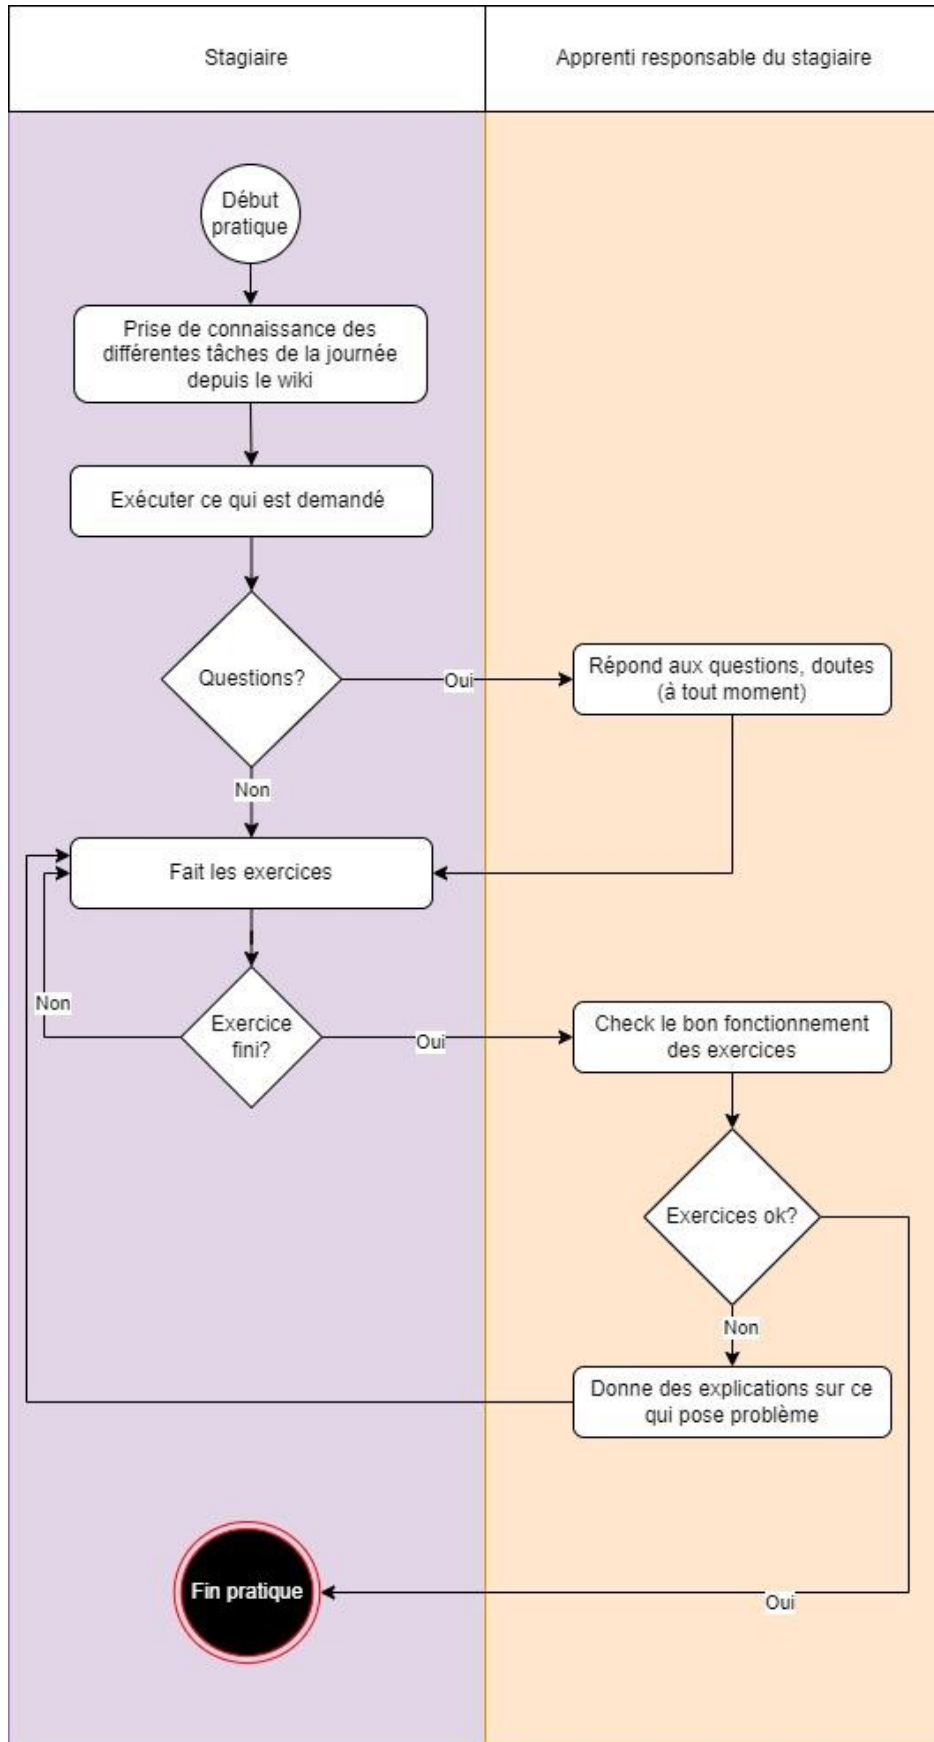 Stagiaire
Apprenti responsable du stagiaire
Début
pratique
Prise de connaissance des
différentes tâches de la journée
depuis le wiki
Exécuter ce qui est demandé
Questions?
Oui
Répond aux questions, doutes
(à tout moment)
Non
Fait les exercices
Non
Exercice
fini?
Oui
Check le bon fonctionnement
des exercices
Exercices ok?
Non
Donne des explications sur ce
qui pose problème
Fin pratique
Oui